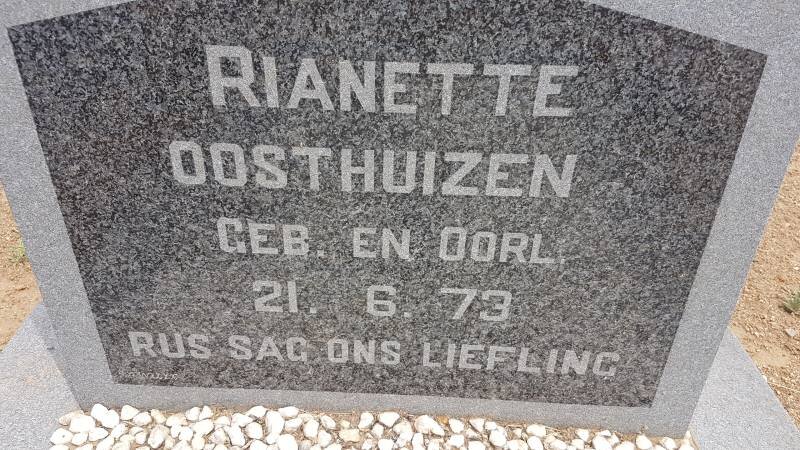 RIANETTE
OOSTHUIZEN
GEB. EN OORL.
21. 6. 73
RUS SAG ONS LIEFLING